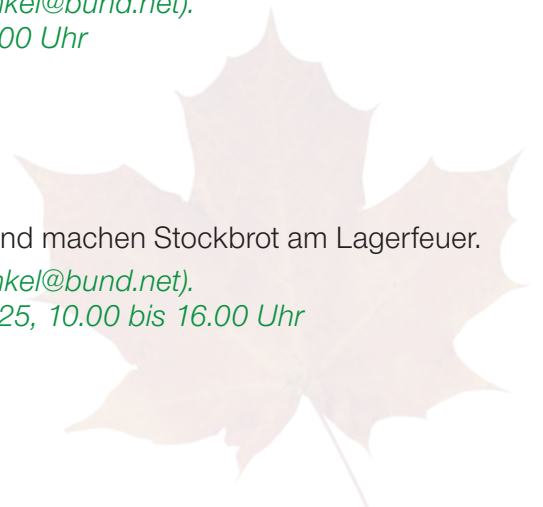 nkel@bund.net).
00 Uhr
nd machen Stockbrot am Lagerfeuer.
nkel@bund.net).
25, 10.00 bis 16.00 Uhr